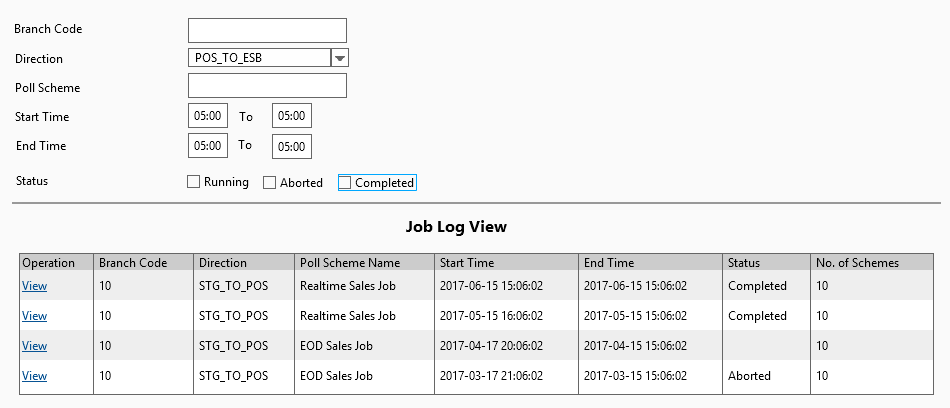 Branch Code
Direction POS_TO_ESB
Poll Scheme
Start Time 05:00 To 05:00
End Time 05:00 To 05:00
Status Running Aborted Completed
Job Log View
Operation Branch Code Direction Poll Scheme Name Start Time End Time Status No. of Schemes
View 10 STG_TO_POS Realtime Sales Job 2017-06-15 15:06:02 2017-06-15 15:06:02 Completed 10
View 10 STG_TO_POS Realtime Sales Job 2017-05-15 16:06:02 2017-05-15 15:06:02 Completed 10
View 10 STG_TO_POS EOD Sales Job 2017-04-17 20:06:02 2017-04-15 15:06:02 10
View 10 STG_TO_POS EOD Sales Job 2017-03-17 21:06:02 2017-03-15 15:06:02 Aborted 10